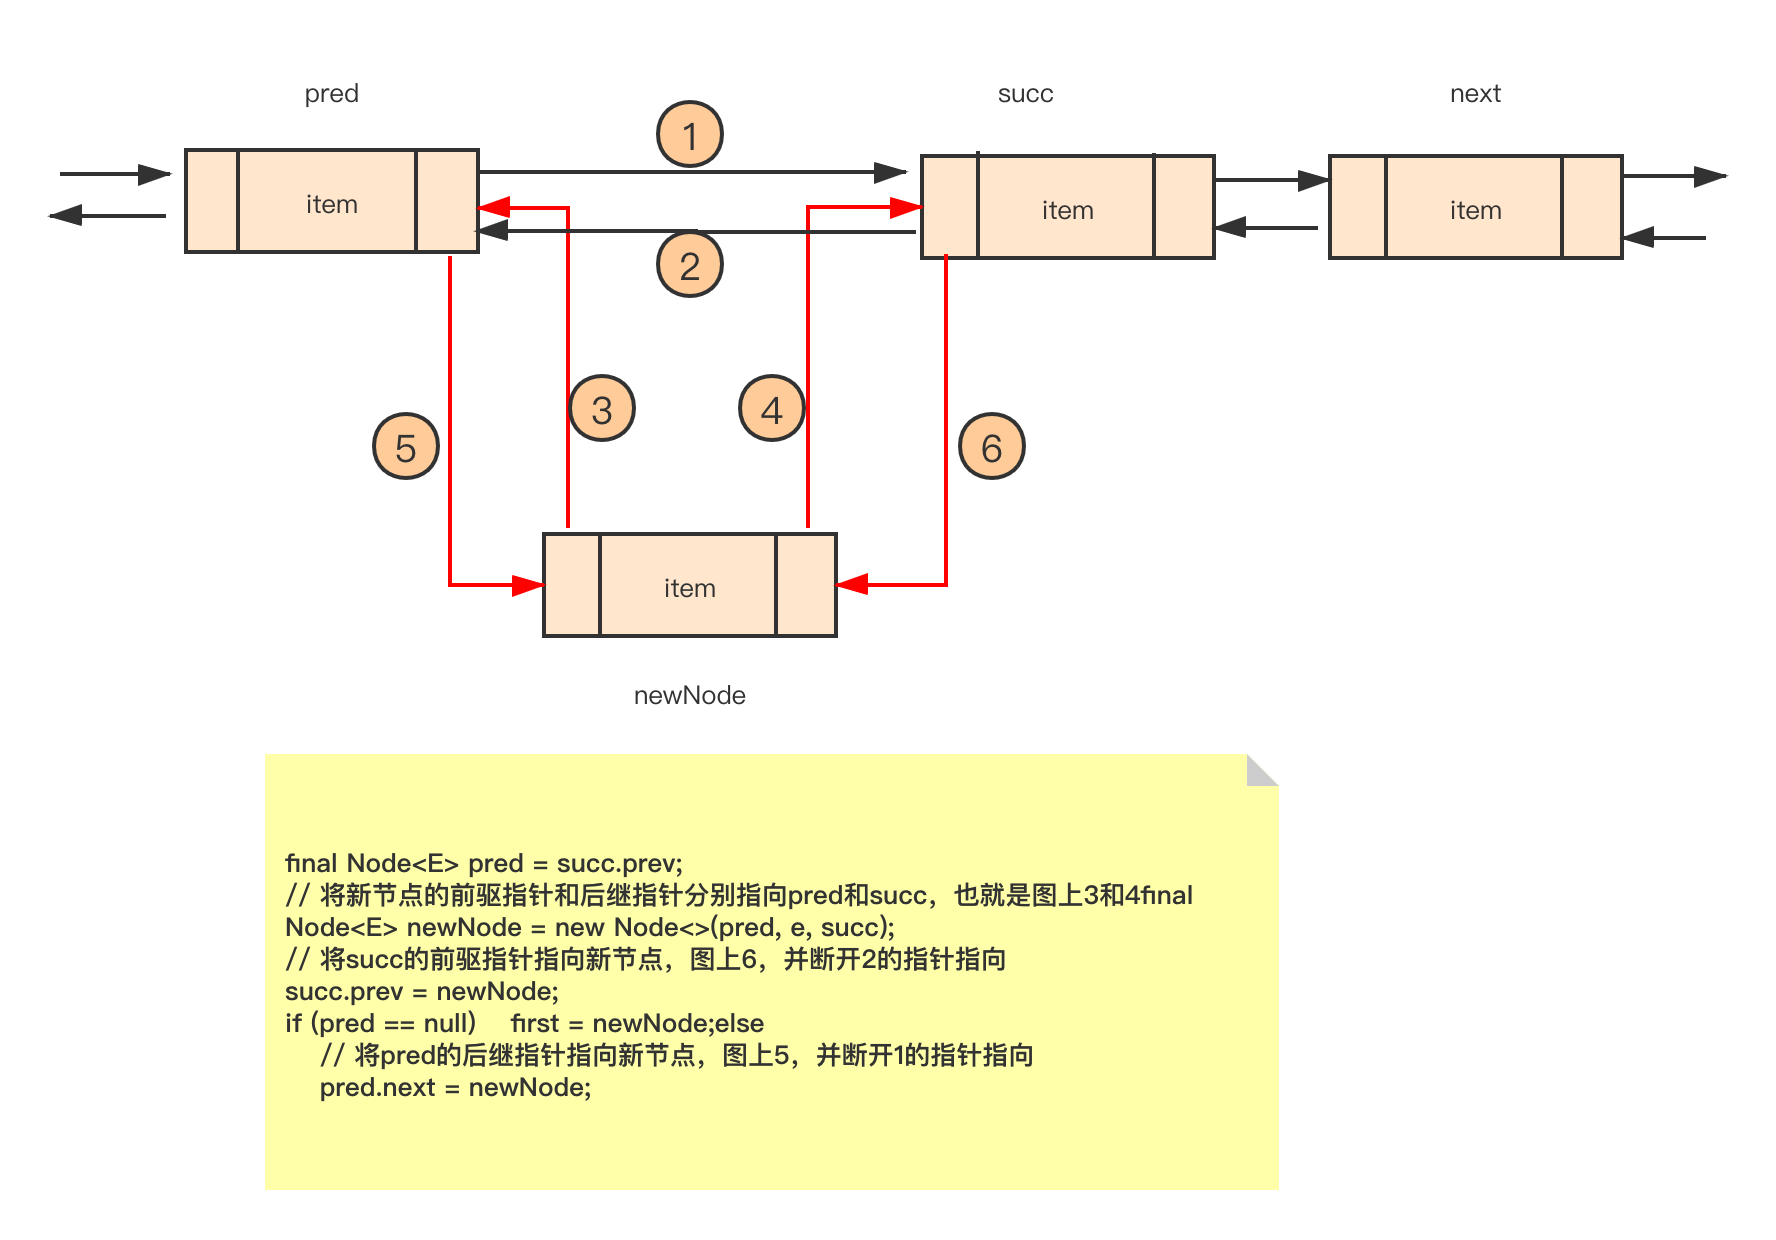 pred
succ
next
1
item
item
item
2
3
4
5
6
item
newNode
final Node<E> pred = succ.prev;
// 将新节点的前驱指针和后继指针分别指向pred和succ，也就是图上3和4final
Node<E> newNode = new Node<>(pred, e, succ);
// 将succ的前驱指针指向新节点，图上6，并断开2的指针指向
succ.prev = newNode;
if (pred == null)    first = newNode;else
    // 将pred的后继指针指向新节点，图上5，并断开1的指针指向
    pred.next = newNode;